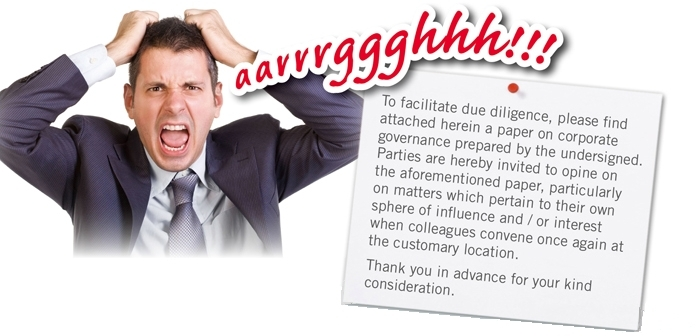 aarrrggghhh!!!
To facilitate due diligence, please find
attached herein a paper on corporate
governance prepared by the undersigned.
Parties are hereby invited to opine on
the aforementioned paper, particularly
on matters which pertain to their own
sphere of influence and / or interest
when colleagues convene once again at
the customary location.
Thank you in advance for your kind
consideration.